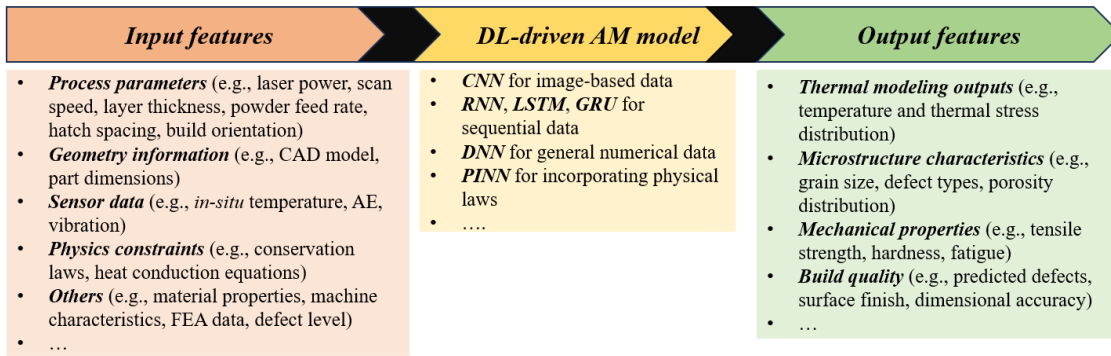 Input features
DL-driven AM model
Output features
• Process parameters (e.g., laser power, scan
speed, layer thickness, powder feed rate,
hatch spacing, build orientation)
• Geometry information (e.g., CAD model,
part dimensions)
• Sensor data (e.g., in-situ temperature, AE,
vibration)
• Physics constraints (e.g., conservation
laws, heat conduction equations)
• Others (e.g., material properties, machine
characteristics, FEA data, defect level)
• …
• CNN for image-based data
• RNN, LSTM, GRU for
sequential data
• DNN for general numerical data
• PINN for incorporating physical
laws
• ….
• Thermal modeling outputs (e.g.,
temperature and thermal stress
distribution)
• Microstructure characteristics (e.g.,
grain size, defect types, porosity
distribution)
• Mechanical properties (e.g., tensile
strength, hardness, fatigue)
• Build quality (e.g., predicted defects,
surface finish, dimensional accuracy)
• …